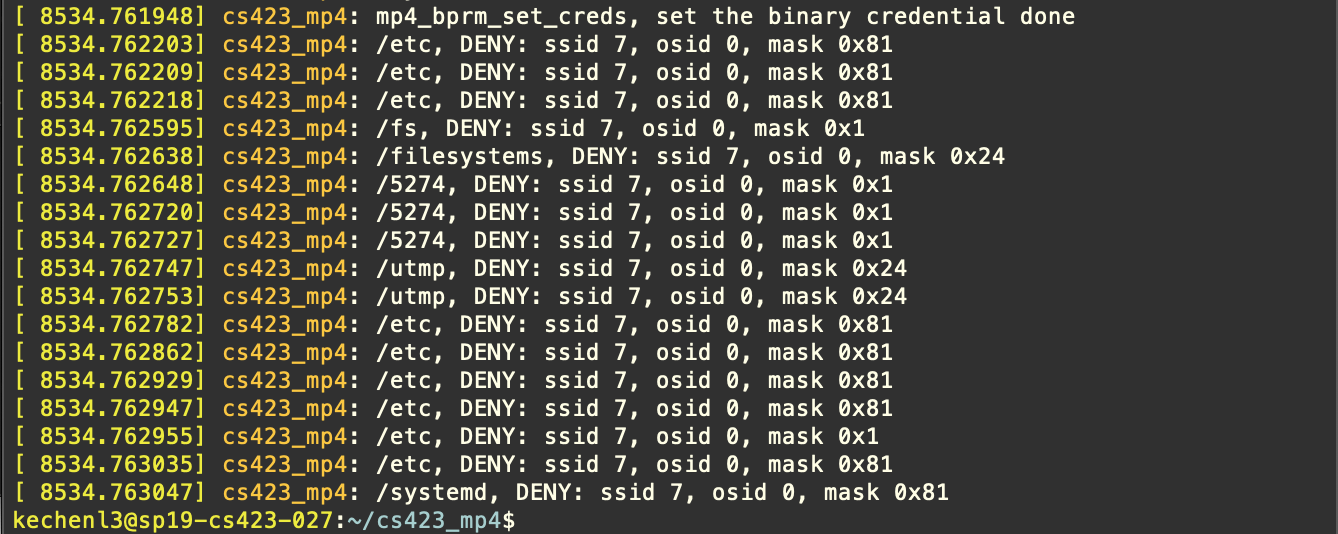 [ 8534.761948] cs423_mp4: mp4_bprm_set_creds, set the binary credential done
[ 8534.762203] cs423_mp4: /etc, DENY: ssid 7, osid 0, mask 0x81
[ 8534.762209] cs423_mp4: /etc, DENY: ssid 7, osid 0, mask 0x81
[ 8534.762218] cs423_mp4: /etc, DENY: ssid 7, osid 0, mask 0x81
[ 8534.762595] cs423_mp4: /fs, DENY: ssid 7, osid 0, mask 0x1
[ 8534.762638] cs423_mp4: /filesystems, DENY: ssid 7, osid 0, mask 0x24
[ 8534.762648] cs423_mp4: /5274, DENY: ssid 7, osid 0, mask 0x1
[ 8534.762720] cs423_mp4: /5274, DENY: ssid 7, osid 0, mask 0x1
[ 8534.762727] cs423_mp4: /5274, DENY: ssid 7, osid 0, mask 0x1
[ 8534.762747] cs423_mp4: /utmp, DENY: ssid 7, osid 0, mask 0x24
[ 8534.762753] cs423_mp4: /utmp, DENY: ssid 7, osid 0, mask 0x24
[ 8534.762782] cs423_mp4: /etc, DENY: ssid 7, osid 0, mask 0x81
[ 8534.762862] cs423_mp4: /etc, DENY: ssid 7, osid 0, mask 0x81
[ 8534.762929] cs423_mp4: /etc, DENY: ssid 7, osid 0, mask 0x81
[ 8534.762947] cs423_mp4: /etc, DENY: ssid 7, osid 0, mask 0x81
[ 8534.762955] cs423_mp4: /etc, DENY: ssid 7, osid 0, mask 0x1
[ 8534.763035] cs423_mp4: /etc, DENY: ssid 7, osid 0, mask 0x81
[ 8534.763047] cs423_mp4: /systemd, DENY: ssid 7, osid 0, mask 0x81
kechenl3@sp19-cs423-027:~/cs423_mp4$